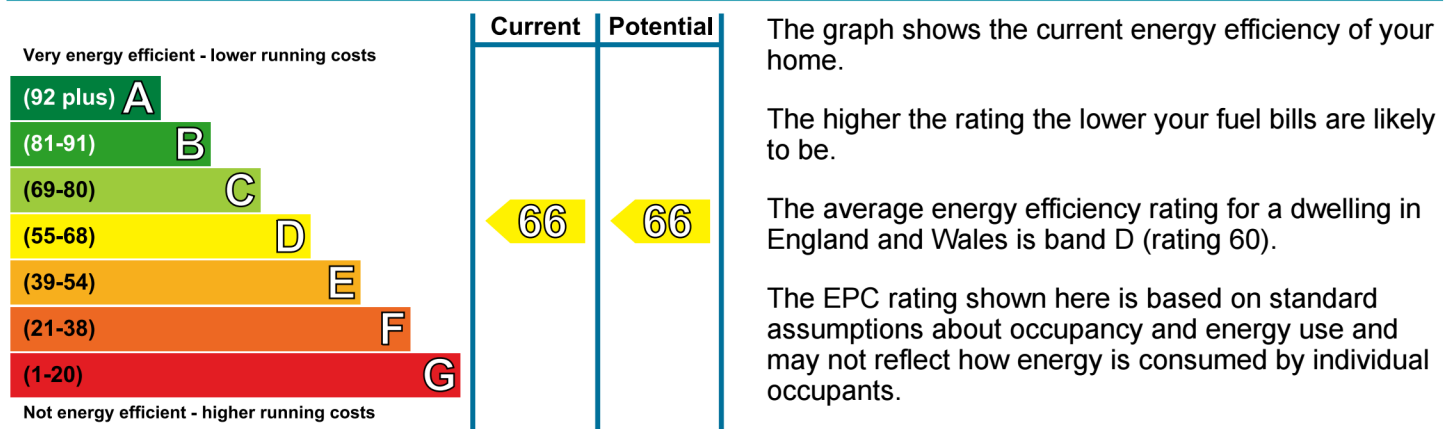 Current Potential
Very energy efficient - lower running costs
(92 plus) A
(81-91) B
(69-80) C
(55-68) D
66 66
(39-54) E
(21-38) F
(1-20) G
Not energy efficient - higher running costs
The graph shows the current energy efficiency of your
home.
The higher the rating the lower your fuel bills are likely
to be.
The average energy efficiency rating for a dwelling in
England and Wales is band D (rating 60).
The EPC rating shown here is based on standard
assumptions about occupancy and energy use and
may not reflect how energy is consumed by individual
occupants.